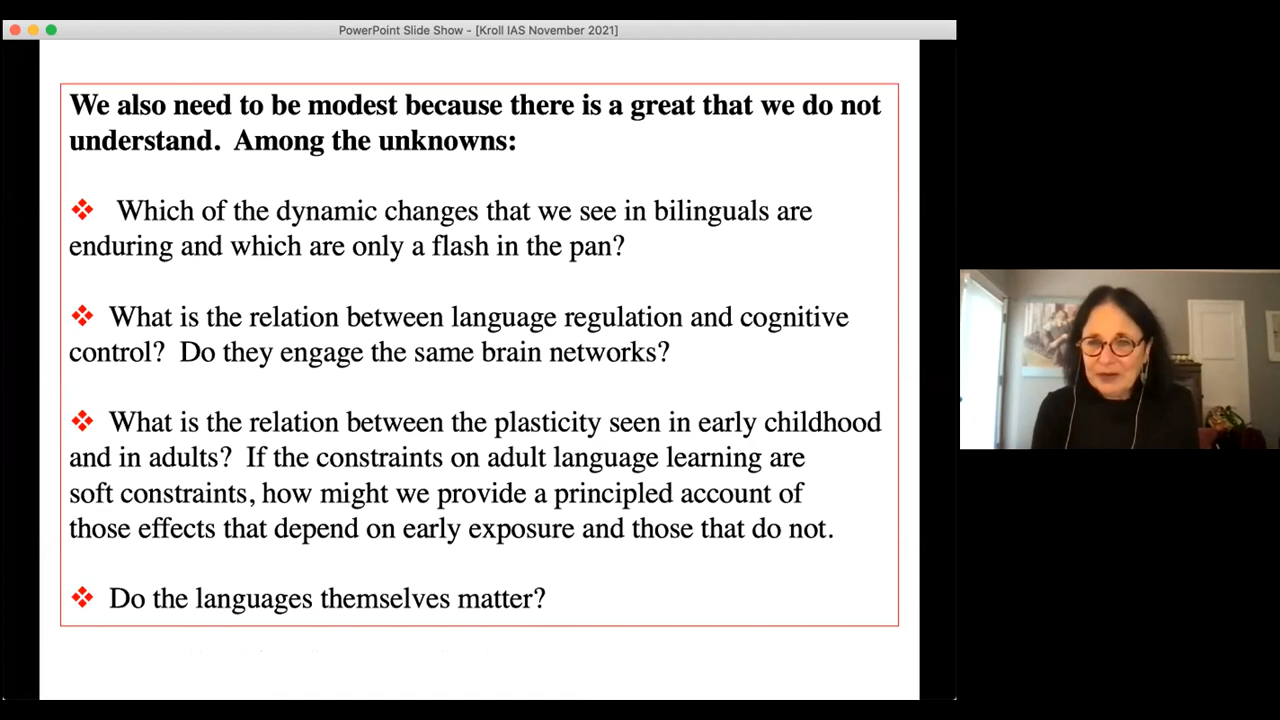 PowerPoint Slide Show - [Kroll IAS November 2021]
We also need to be modest because there is a great that we do not
understand.  Among the unknowns:
❖ Which of the dynamic changes that we see in bilinguals are
enduring and which are only a flash in the pan?
❖ What is the relation between language regulation and cognitive
control?  Do they engage the same brain networks?
❖ What is the relation between the plasticity seen in early childhood
and in adults?  If the constraints on adult language learning are
soft constraints, how might we provide a principled account of
those effects that depend on early exposure and those that do not.
❖ Do the languages themselves matter?